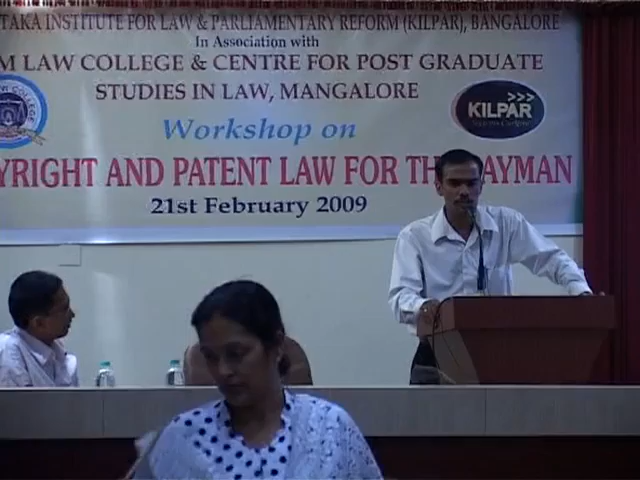 TAKA INSTITUTE FOR LAW & PARLIAMENTARY REFORM (KILPAR), BANGALORE
In Association with
M LAW COLLEGE & CENTRE FOR POST GRADUATE
STUDIES IN LAW, MANGALORE
KILPAR
Workshop on
YRIGHT AND PATENT LAW FOR TH AYMAN
21st February 2009